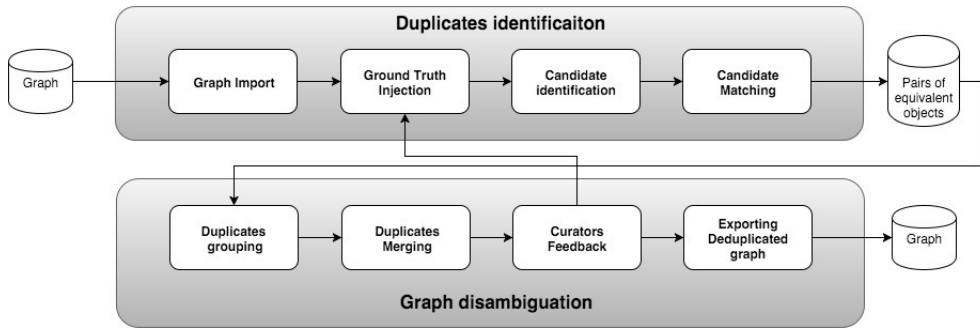 Duplicates identificaiton
Graph
Graph Import
Ground Truth
Injection
Candidate
identification
Candidate
Matching
Pairs of
equivalent
objects
Duplicates
grouping
Duplicates
Merging
Curators
Feedback
Exporting
Deduplicated
graph
Graph
Graph disambiguation